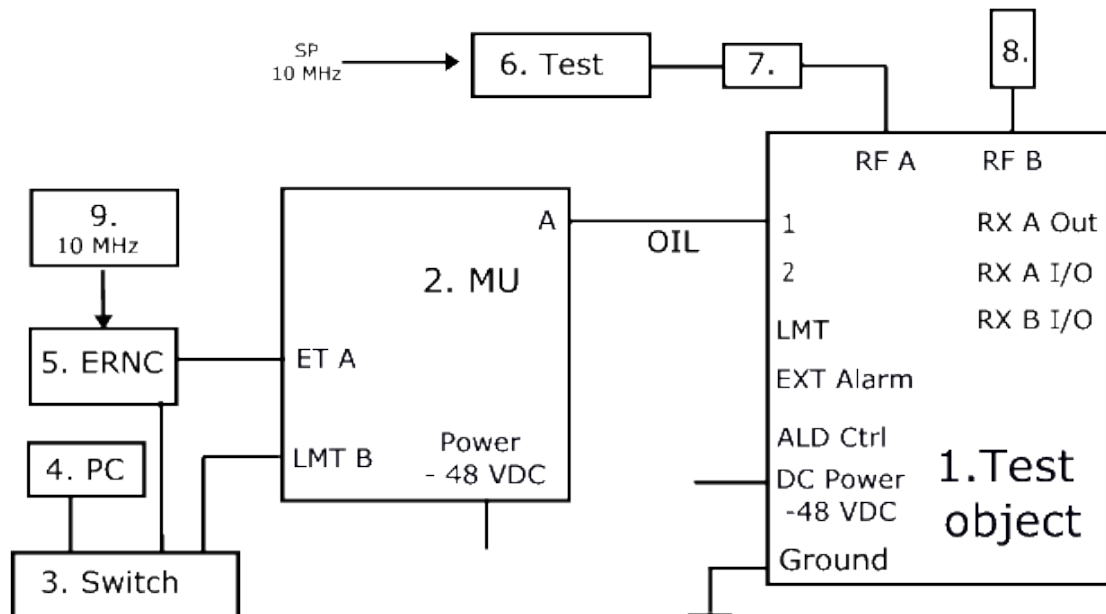 SP
10 MHz
6. Test
7.
8.
RF A
RF B
9.
10 MHz
A
OIL
1
RX A Out
2. MU
2
RX A I/O
RX B I/O
LMT
5. ERNC
ET A
EXT Alarm
4. PC
LMT B
Power
- 48 VDC
ALD Ctrl
DC Power
-48 VDC
1.Test
object
3. Switch
Ground